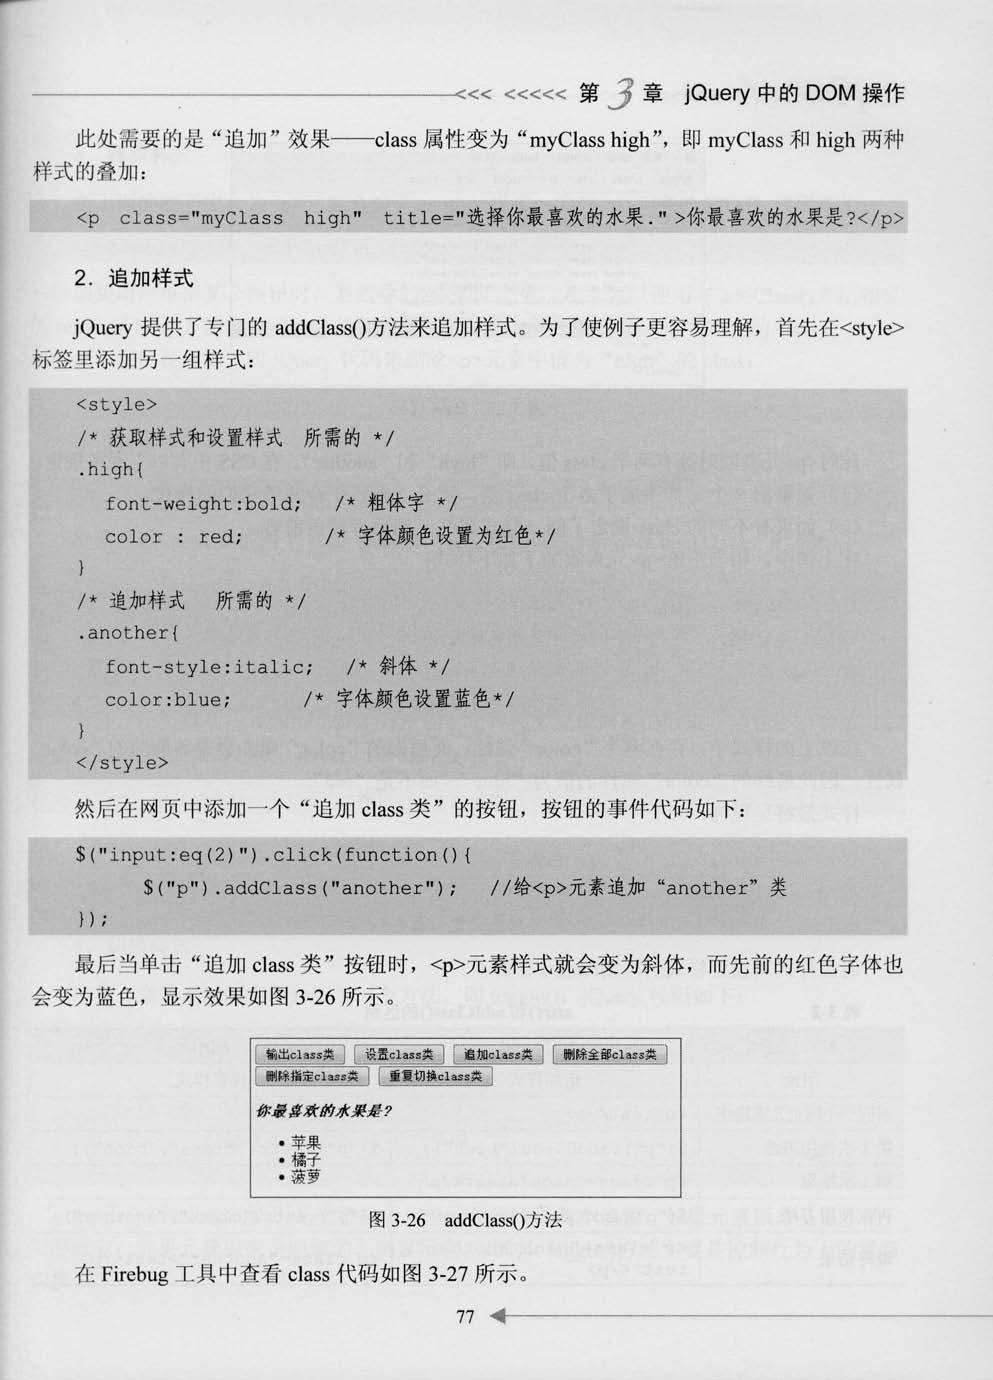 <<< <<<<< 第 3 章 jQuery 中的 DOM 操作
此处需要的是“追加”效果——class 属性变为“myClass high”，即 myClass 和 high 两种
样式的叠加：
<p class="myClass high" title="选择你最喜欢的水果." >你最喜欢的水果是?</p>
2．追加样式
jQuery 提供了专门的 addClass()方法来追加样式。为了使例子更容易理解，首先在<style>
标签里添加另一组样式：
<style>
/* 获取样式和设置样式 所需的 */
.high{
font-weight:bold; /* 粗体字 */
color : red; /* 字体颜色设置为红色*/
}
/* 追加样式 所需的 */
.another{
font-style:italic; /* 斜体 */
color:blue; /* 字体颜色设置蓝色*/
}
</style>
然后在网页中添加一个“追加 class 类”的按钮，按钮的事件代码如下：
$("input:eq(2)").click(function(){
$("p").addClass("another"); //给<p>元素追加“another”类
});
最后当单击“追加 class 类”按钮时，<p>元素样式就会变为斜体，而先前的红色字体也
会变为蓝色，显示效果如图 3-26 所示。
输出class类 设置class类 追加class类 删除全部class类
删除指定class类 重复切换class类
你最喜欢的水果是?
• 苹果
• 橘子
• 菠萝
图 3-26 addClass()方法
在 Firebug 工具中查看 class 代码如图 3-27 所示。
77